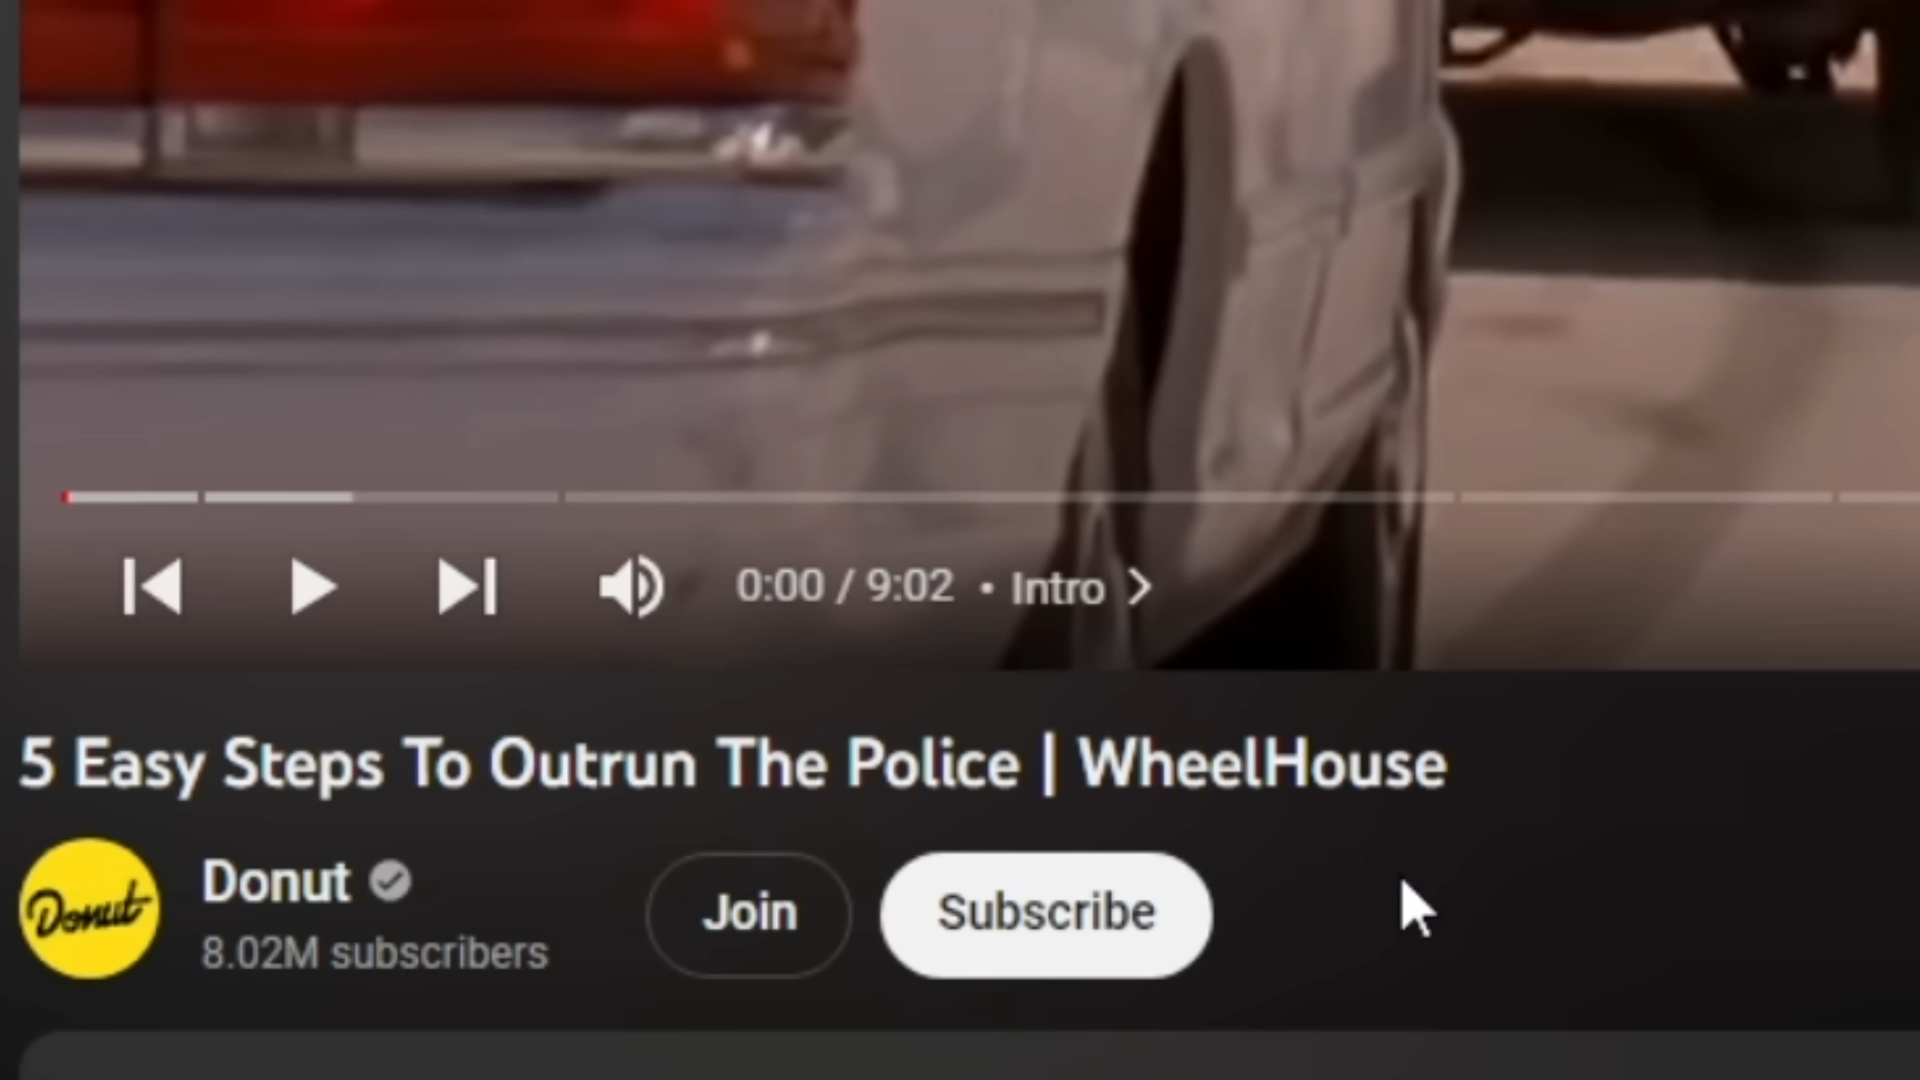 0:00 / 9:02 • Intro
5 Easy Steps To Outrun The Police | WheelHouse
Donut
Donut
8.02M subscribers
Join
Subscribe